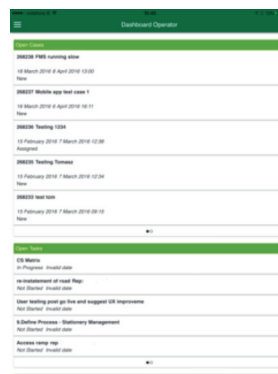 Dashboard Operator
Open Cases
268238 FMS running slow
18 March 2016 8 April 2016 13:00
New
268237 Mobile app test case 1
16 March 2016 6 April 2016 16:11
New
268236 Testing 1234
15 February 2016 7 March 2016 12:36
Assigned
268235 Testing Tomasz
15 February 2016 7 March 2016 12:34
New
268233 test tom
15 February 2016 7 March 2016 09:15
New
Open Tasks
CS Matrix
In Progress Invalid date
re-instatement of road Rep:
Not Started Invalid date
User testing post go live and suggest UX improveme
Not Started Invalid date
9.Define Process - Stationery Management
Not Started Invalid date
Access ramp rep
Not Started Invalid date